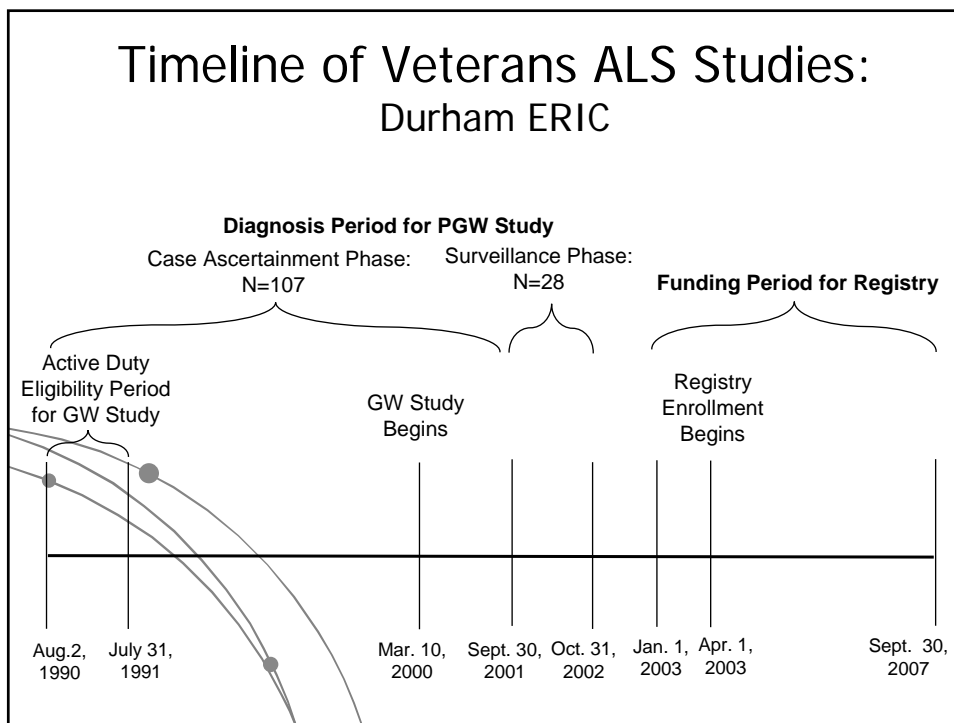 Timeline of Veterans ALS Studies:
Durham ERIC
Diagnosis Period for PGW Study
Case Ascertainment Phase:
N=107
Surveillance Phase:
N=28
Funding Period for Registry
Active Duty
Eligibility Period
for GW Study
GW Study
Begins
Registry
Enrollment
Begins
Aug.2,
1990
July 31,
1991
Mar. 10,
2000
Sept. 30,
2001
Oct. 31,
2002
Jan. 1,
2003
Apr. 1,
2003
Sept. 30,
2007